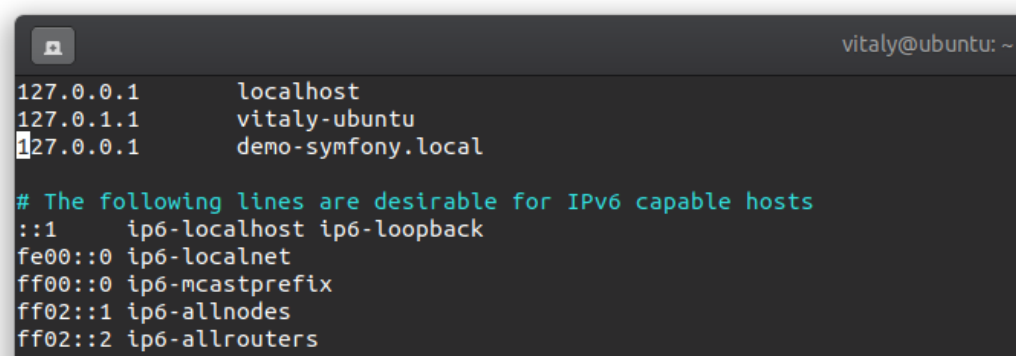 vitaly@ubuntu: ~
127.0.0.1       localhost
127.0.1.1       vitaly-ubuntu
127.0.0.1       demo-symfony.local
# The following lines are desirable for IPv6 capable hosts
::1     ip6-localhost ip6-loopback
fe00::0 ip6-localnet
ff00::0 ip6-mcastprefix
ff02::1 ip6-allnodes
ff02::2 ip6-allrouters